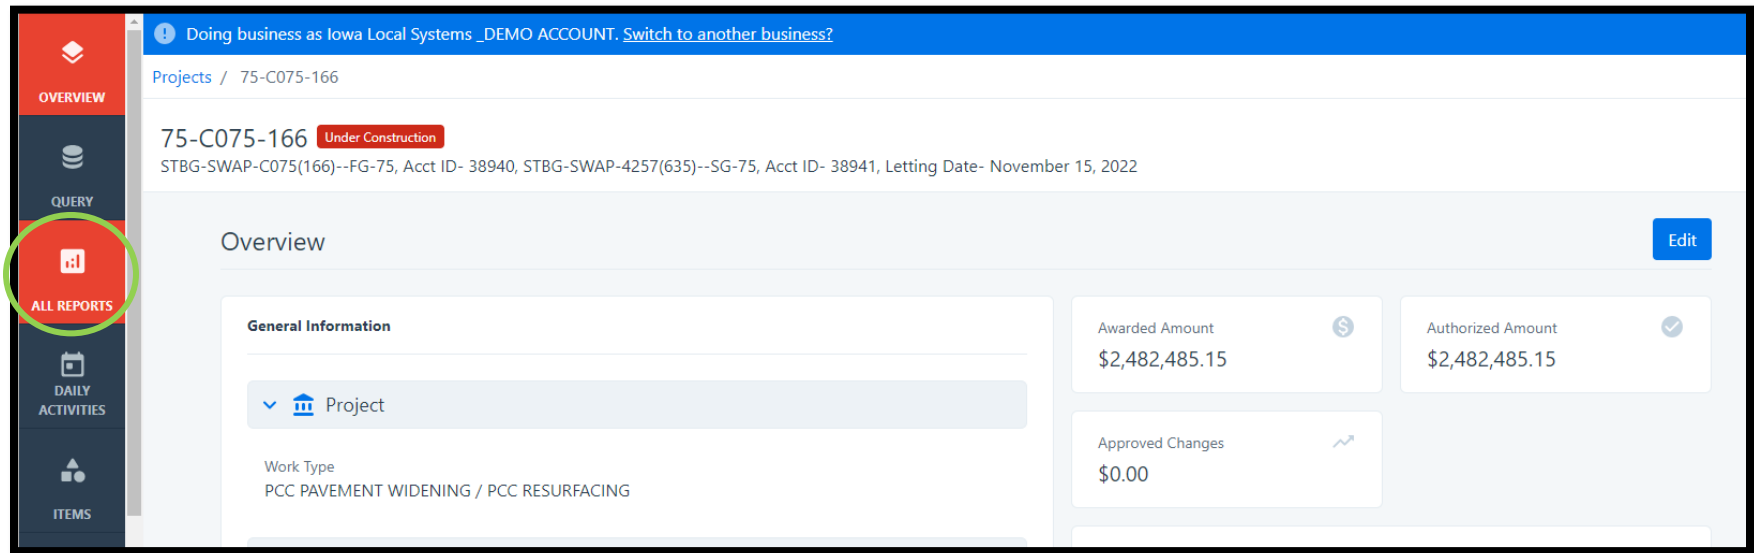 Doing business as Iowa Local Systems _DEMO ACCOUNT. Switch to another business?
Projects / 75-C075-166
75-C075-166 Under Construction
STBG-SWAP-C075(166)--FG-75, Acct ID- 38940, STBG-SWAP-4257(635)--SG-75, Acct ID- 38941, Letting Date- November 15, 2022
OVERVIEW
QUERY
ALL REPORTS
DAILY
ACTIVITIES
ITEMS
Overview
Edit
General Information
Project
Work Type
PCC PAVEMENT WIDENING / PCC RESURFACING
Awarded Amount
$2,482,485.15
Authorized Amount
$2,482,485.15
Approved Changes
$0.00